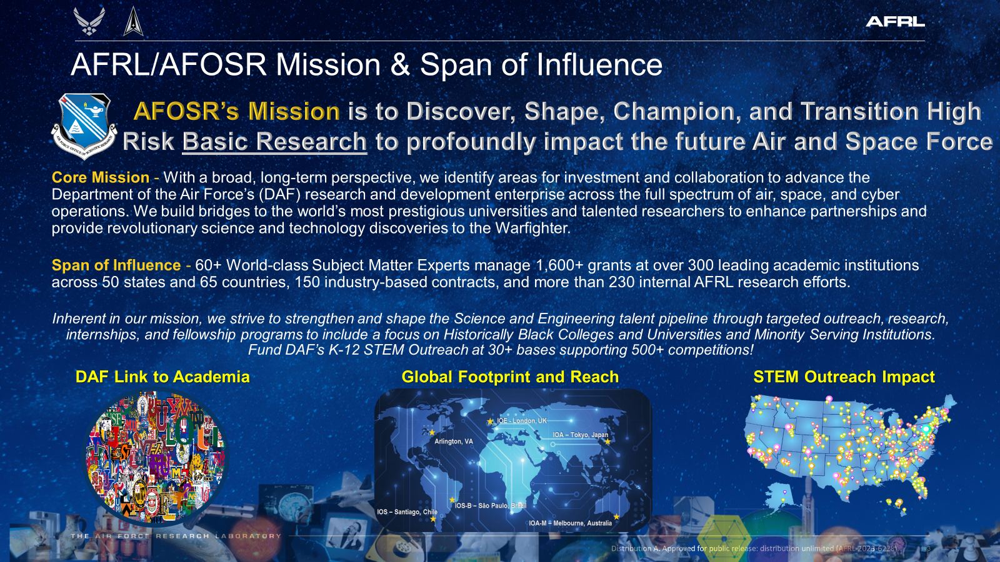 AFRL
AFRL/AFOSR Mission & Span of Influence
AIR FORCE OFFICE OF SCIENTIFIC RESEARCH
AFOSR’s Mission is to Discover, Shape, Champion, and Transition High
Risk Basic Research to profoundly impact the future Air and Space Force
Core Mission - With a broad, long-term perspective, we identify areas for investment and collaboration to advance the
Department of the Air Force’s (DAF) research and development enterprise across the full spectrum of air, space, and cyber
operations. We build bridges to the world’s most prestigious universities and talented researchers to enhance partnerships and
provide revolutionary science and technology discoveries to the Warfighter.
Span of Influence - 60+ World-class Subject Matter Experts manage 1,600+ grants at over 300 leading academic institutions
across 50 states and 65 countries, 150 industry-based contracts, and more than 230 internal AFRL research efforts.
Inherent in our mission, we strive to strengthen and shape the Science and Engineering talent pipeline through targeted outreach, research,
internships, and fellowship programs to include a focus on Historically Black Colleges and Universities and Minority Serving Institutions.
Fund DAF’s K-12 STEM Outreach at 30+ bases supporting 500+ competitions!
DAF Link to Academia
Global Footprint and Reach
STEM Outreach Impact
IOE - London, UK
IOA – Tokyo, Japan
Arlington, VA
IOS-B – São Paulo, Brazil
IOS – Santiago, Chile
IOA-M – Melbourne, Australia
THE AIR FORCE RESEARCH LABORATORY
Distribution A. Approved for public release: distribution unlimited (AFRL-2023-6228)
3